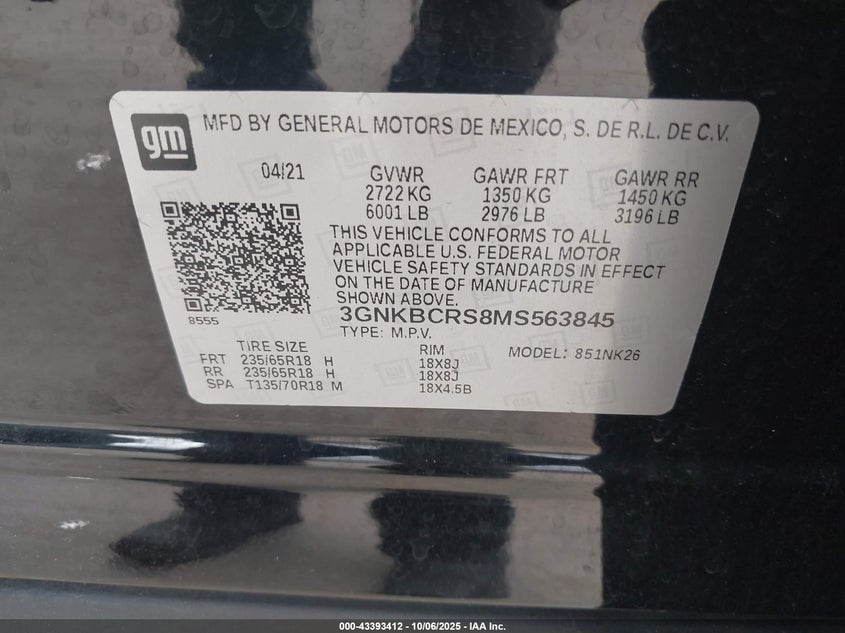 gm
MFD BY GENERAL MOTORS DE MEXICO, S. DE R.L. DE C.V.
04/21 GVWR GAWR FRT GAWR RR
2722 KG 1350 KG 1450 KG
6001 LB 2976 LB 3196 LB
THIS VEHICLE CONFORMS TO ALL
APPLICABLE U.S. FEDERAL MOTOR
VEHICLE SAFETY STANDARDS IN EFFECT
ON THE DATE OF MANUFACTURE
SHOWN ABOVE.
8555 3GNKBCRS8MS563845
TYPE: M.P.V.
TIRE SIZE RIM MODEL: 851NK26
FRT 235/65R18 H 18X8J
RR 235/65R18 H 18X8J
SPA T135/70R18 M 18X4.5B
000-43393412 - 10/06/2025 - IAA Inc.